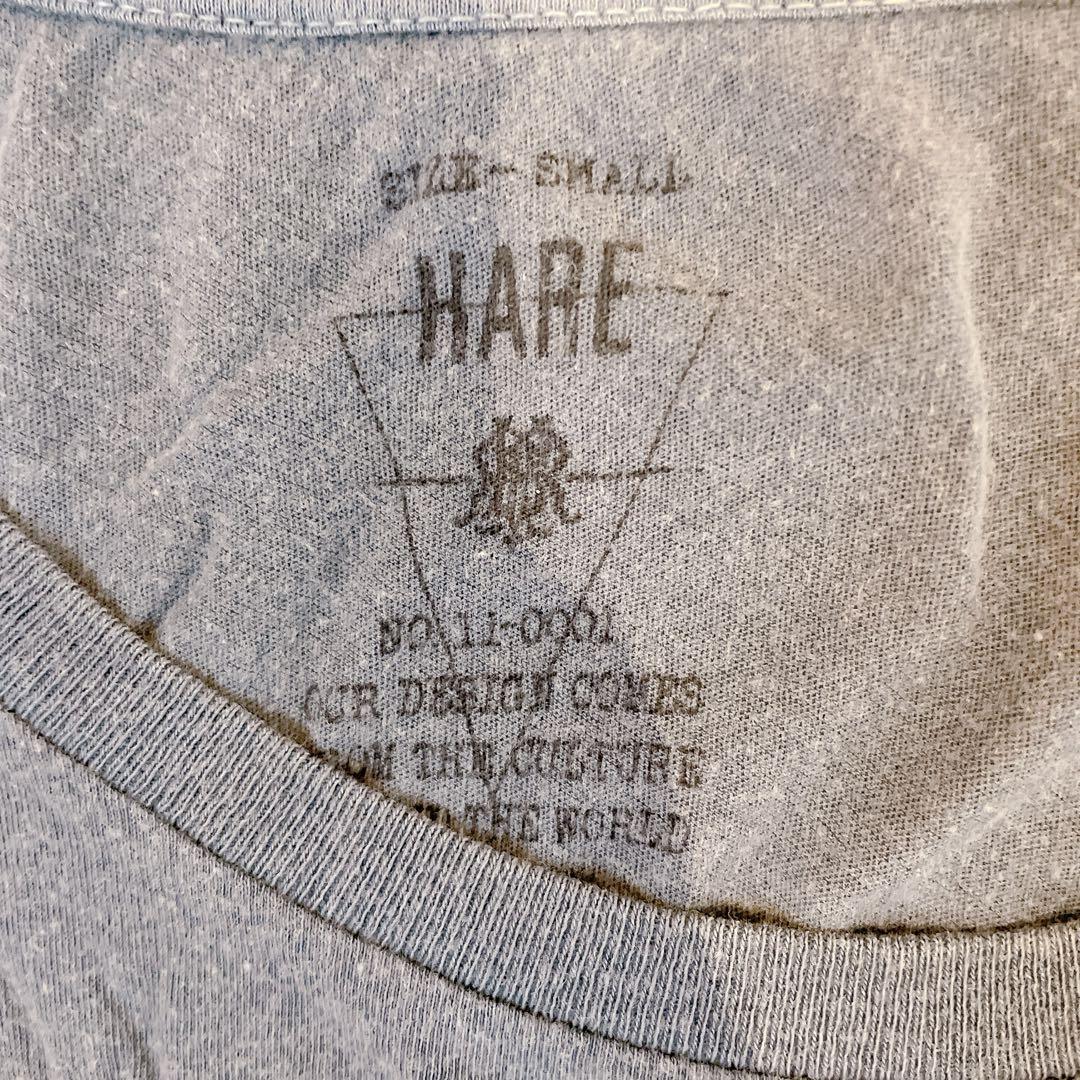 SIZE- SMALL
HARE
NO.11-0001
OUR DESIGN COMES
THE CULTURE
THE WORLD